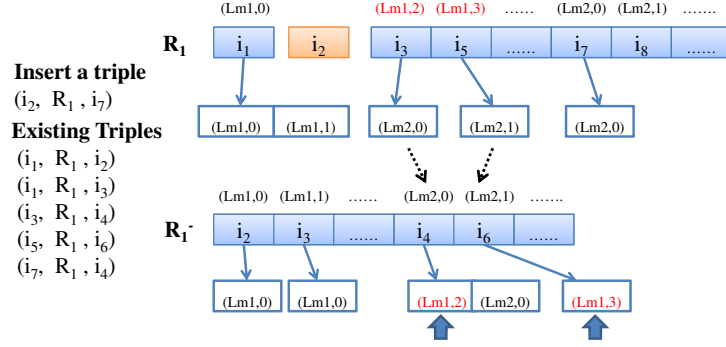 (Lm1,0) (Lm1,2) (Lm1,3) ...... (Lm2,0) (Lm2,1) .......
R1 i1 i2 i3 i5 ...... i7 i8 ......
Insert a triple
(i2, R1 , i7)
(Lm1,0) (Lm1,1) (Lm2,0) (Lm2,1) (Lm2,0)
Existing Triples
(i1, R1 , i2)
(i1, R1 , i3)
(i3, R1 , i4)
(i5, R1 , i6)
(i7, R1 , i4)
(Lm1,0) (Lm1,1) ...... (Lm2,0) (Lm2,1) .......
R1- i2 i3 ...... i4 i6 ......
(Lm1,0) (Lm1,0) (Lm1,2) (Lm2,0) (Lm1,3)